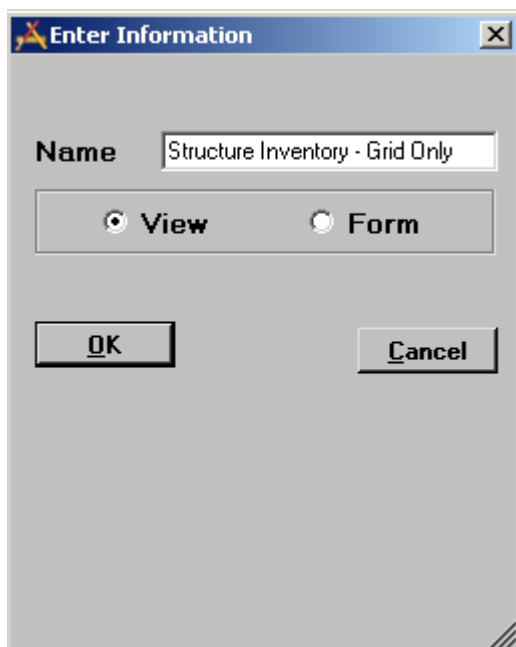 Enter Information
Name Structure Inventory - Grid Only
View Form
OK
Cancel